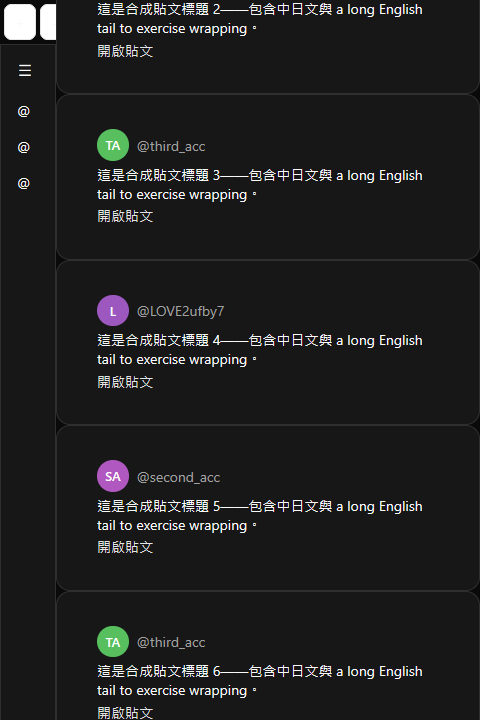 這是合成貼文標題 2——包含中日文與 a long English
tail to exercise wrapping。
開啟貼文
☰
@
@
@
TA @third_acc
這是合成貼文標題 3——包含中日文與 a long English
tail to exercise wrapping。
開啟貼文
L @LOVE2ufby7
這是合成貼文標題 4——包含中日文與 a long English
tail to exercise wrapping。
開啟貼文
SA @second_acc
這是合成貼文標題 5——包含中日文與 a long English
tail to exercise wrapping。
開啟貼文
TA @third_acc
這是合成貼文標題 6——包含中日文與 a long English
tail to exercise wrapping。
開啟貼文